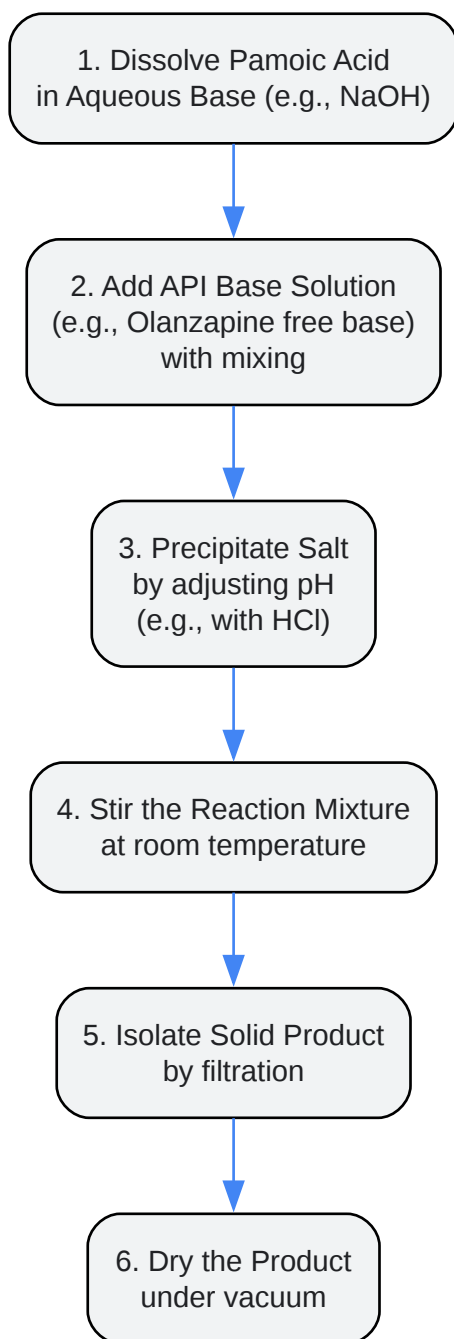 1. Dissolve Pamoic Acid
in Aqueous Base (e.g., NaOH)
2. Add API Base Solution
(e.g., Olanzapine free base)
with mixing
3. Precipitate Salt
by adjusting pH
(e.g., with HCl)
4. Stir the Reaction Mixture
at room temperature
5. Isolate Solid Product
by filtration
6. Dry the Product
under vacuum